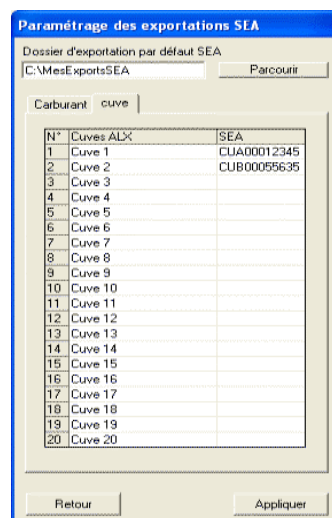 Paramétrage des exportations SEA
Dossier d'exportation par défaut SEA
C:\MesExportsSEA Parcourir
Carburant cuve
N° Cuves ALX SEA
1 Cuve 1 CUA00012345
2 Cuve 2 CUB00055635
3 Cuve 3
4 Cuve 4
5 Cuve 5
6 Cuve 6
7 Cuve 7
8 Cuve 8
9 Cuve 9
10 Cuve 10
11 Cuve 11
12 Cuve 12
13 Cuve 13
14 Cuve 14
15 Cuve 15
16 Cuve 16
17 Cuve 17
18 Cuve 18
19 Cuve 19
20 Cuve 20
Retour Appliquer